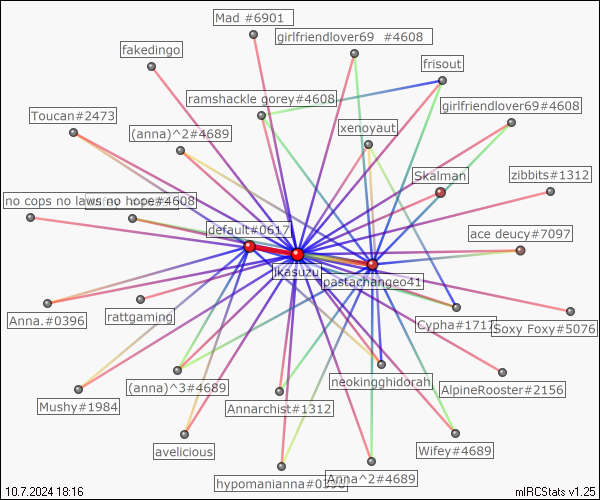 Mad #6901
girlfriendlover69 #4608
fakedingo
frisout
ramshackle gorey#4608
girlfriendlover69#4608
Toucan#2473
(anna)^2#4689
xenoyaut
Skalman
zibbits#1312
no cops no laws no hope#4608
default#0617
ace deucy#7097
ikasuzu
pastachangeo41
Anna.#0396
rattgaming
Cypha#1717
Soxy Foxy#5076
(anna)^3#4689
neokingghidorah
AlpineRooster#2156
Mushy#1984
Annarchist#1312
avelicious
Wifey#4689
hypomanianna#0396
Anna^2#4689
10.7.2024 18:16
mIRCStats v1.25